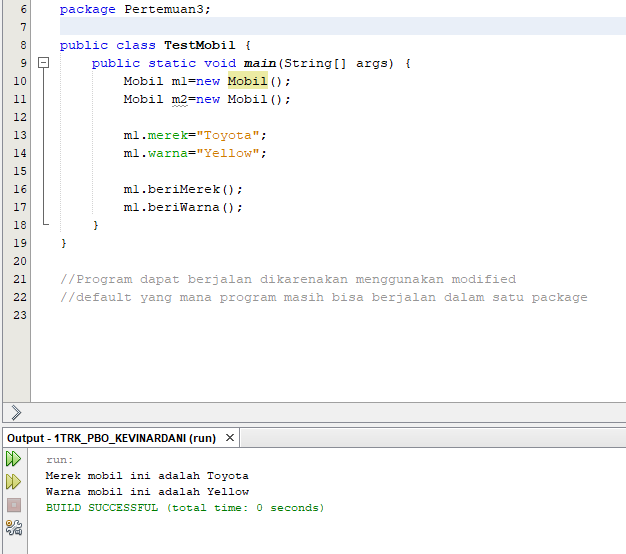 6 package Pertemuan3;
7
8 public class TestMobil {
9 public static void main(String[] args) {
10 Mobil m1=new Mobil();
11 Mobil m2=new Mobil();
12
13 m1.merek="Toyota";
14 m1.warna="Yellow";
15
16 m1.beriMerek();
17 m1.beriWarna();
18 }
19 }
20
21 //Program dapat berjalan dikarenakan menggunakan modified
22 //default yang mana program masih bisa berjalan dalam satu package
23
Output - 1TRK_PBO_KEVINARDANI (run) ×
run:
Merek mobil ini adalah Toyota
Warna mobil ini adalah Yellow
BUILD SUCCESSFUL (total time: 0 seconds)